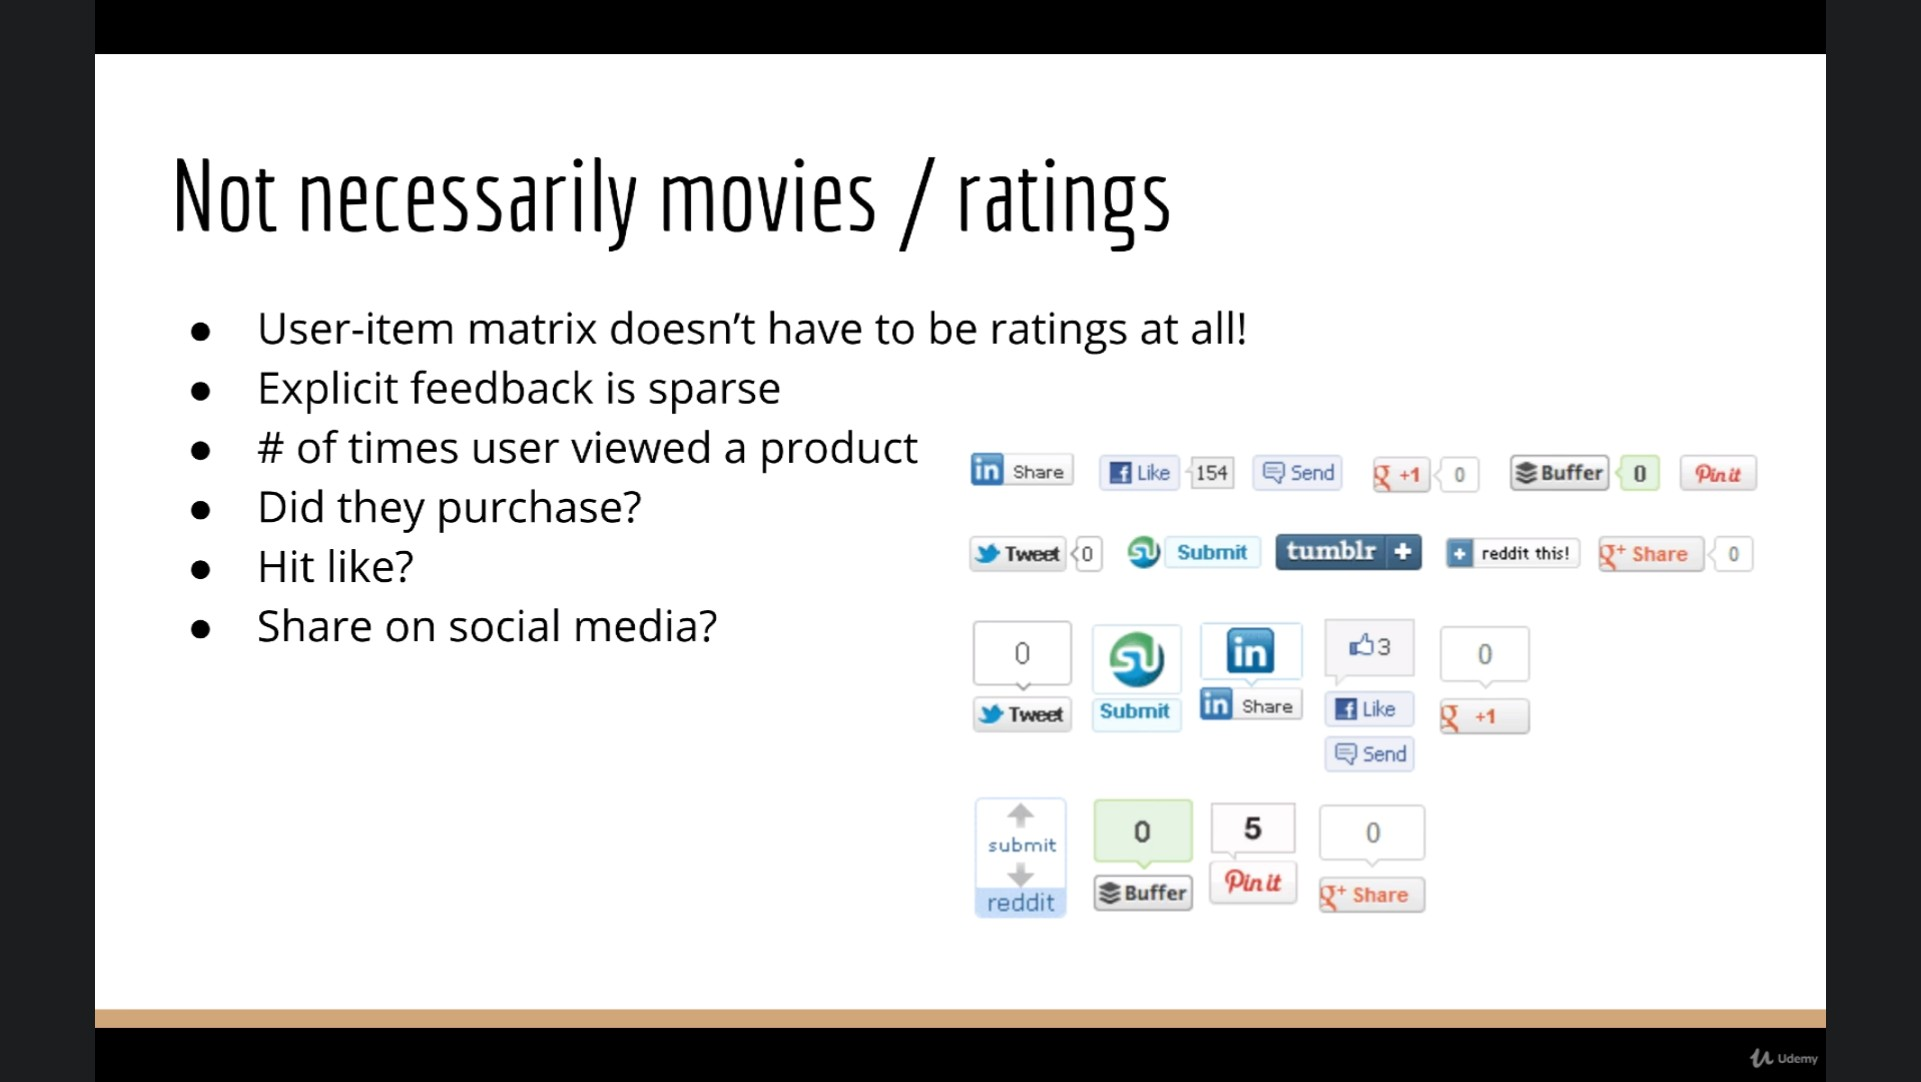 Not necessarily movies / ratings
● User-item matrix doesn't have to be ratings at all!
● Explicit feedback is sparse
● # of times user viewed a product
● Did they purchase?
● Hit like?
● Share on social media?
in Share f Like 154 Send g +1 0 Buffer 0 Pin it
Tweet 0 Submit tumblr + + reddit this! g+ Share 0
0 in 3 0
Tweet Submit in Share f Like g +1
Send
submit 0 5 0
reddit Buffer Pin it g+ Share
Udemy